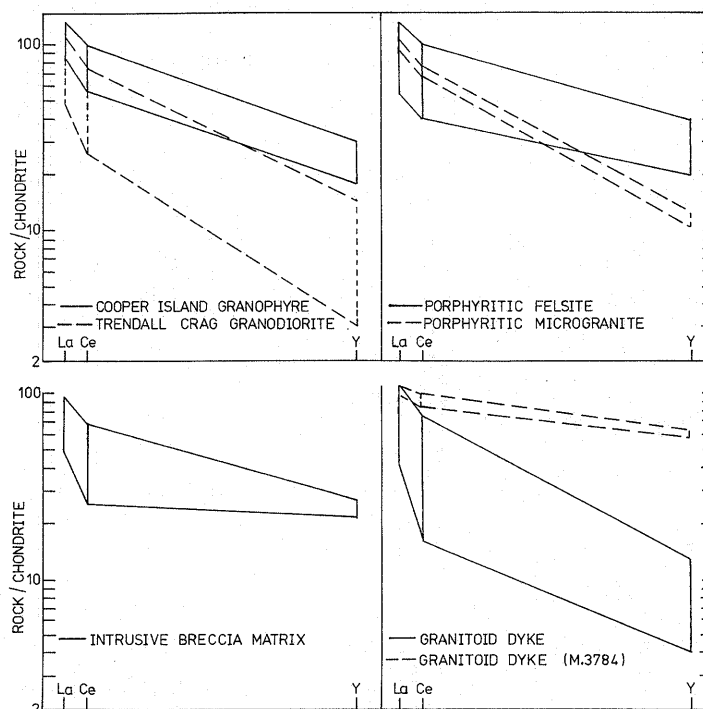 100
10
2
ROCK/CHONDRITE
COOPER ISLAND GRANOPHYRE
TRENDALL CRAG GRANODIORITE
La Ce Y
PORPHYRITIC FELSITE
PORPHYRITIC MICROGRANITE
La Ce Y
100
10
2
ROCK/CHONDRITE
INTRUSIVE BRECCIA MATRIX
La Ce Y
GRANITOID DYKE
GRANITOID DYKE (M.3784)
La Ce Y